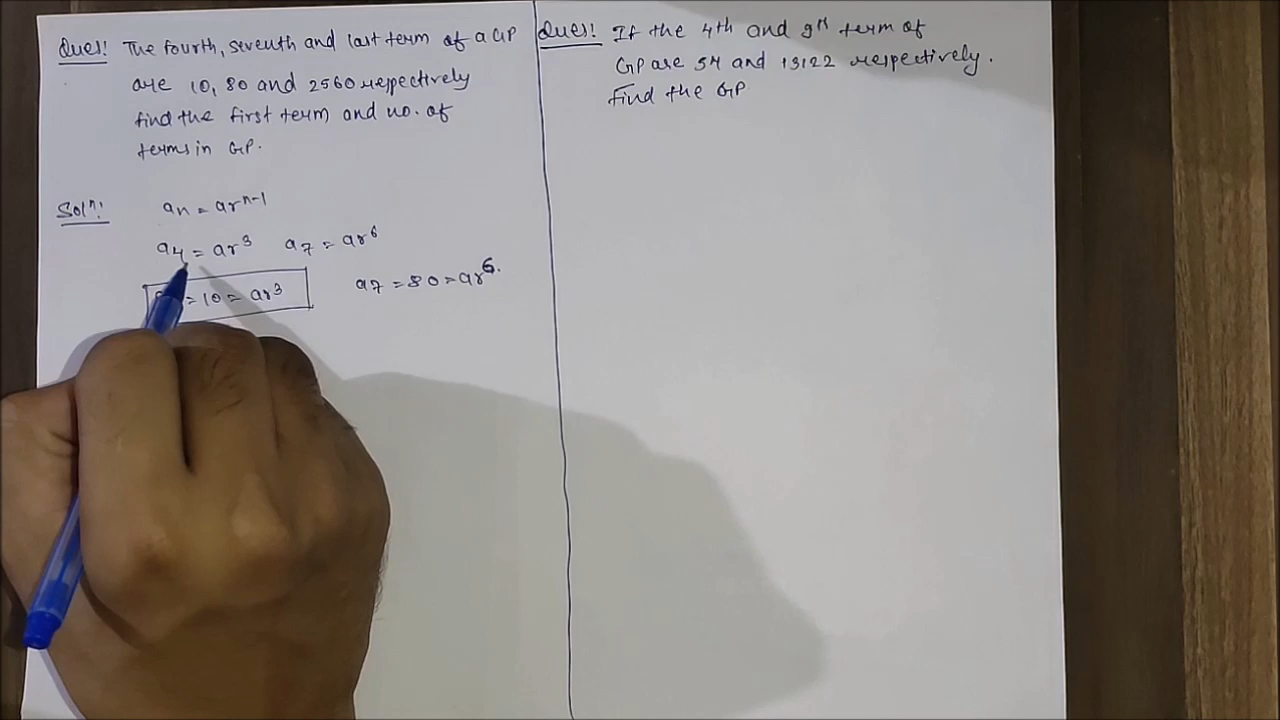 Ques! The fourth, seventh and last term of a GP
are 10, 80 and 2560 respectively
find the first term and no. of
terms in GP.
Solⁿ! aₙ = arⁿ⁻¹
a₄ = ar³ a₇ = ar⁶
= 10 = ar³ a₇ = 80 = ar⁶.
Ques! If the 4th and 9th term of
GP are 54 and 13122 respectively.
Find the GP